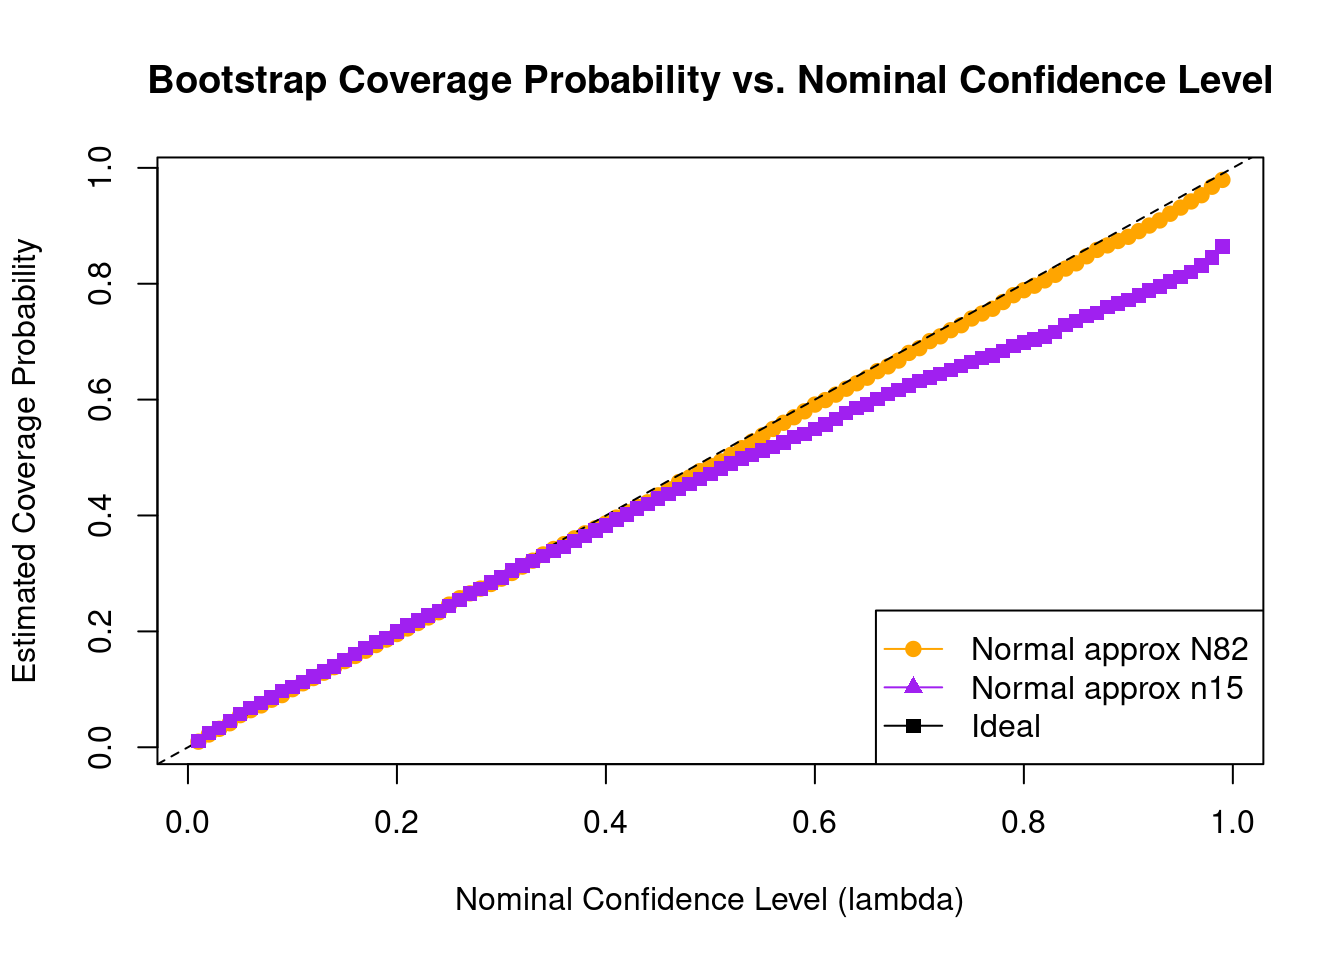 Bootstrap Coverage Probability vs. Nominal Confidence Level
Estimated Coverage Probability
1.0
0.8
0.6
0.4
0.2
0.0
Normal approx N82
Normal approx n15
Ideal
0.0 0.2 0.4 0.6 0.8 1.0
Nominal Confidence Level (lambda)